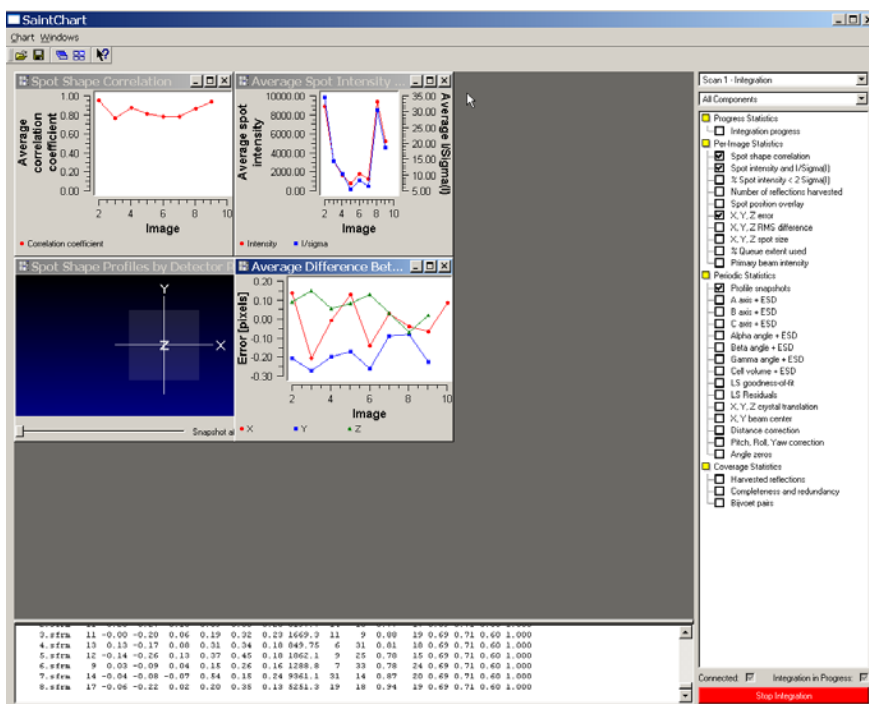 SaintChart
Chart Windows
Spot Shape Correlation
Average Spot Intensity ...
Average correlation coefficient
1.00
0.80
0.60
0.40
0.20
0.00
2 4 6 8 10
Image
Correlation coefficient
Average spot intensity
10000.00
8000.00
6000.00
4000.00
2000.00
0.00
35.00
30.00
25.00
20.00
15.00
10.00
5.00
Average I/Sigma(I)
2 3 4 5 6 7 8 9 10
Image
Intensity I/sigma
Spot Shape Profiles by Detector
Y
Z X
Snapshot
Average Difference Bet...
Error [pixels]
0.20
0.10
0.00
-0.10
-0.20
-0.30
2 4 6 8 10
Image
X Y Z
Scan 1 - Integration
All Components
Progress Statistics
Integration progress
Per-Image Statistics
Spot shape correlation
Spot intensity and I/Sigma(I)
% Spot intensity < 2 Sigma(I)
Number of reflections harvested
Spot position overlay
X, Y, Z error
X, Y, Z RMS difference
X, Y, Z spot size
% Queue extent used
Primary beam intensity
Periodic Statistics
Profile snapshots
A axis + ESD
B axis + ESD
C axis + ESD
Alpha angle + ESD
Beta angle + ESD
Gamma angle + ESD
Cell volume + ESD
LS goodness-of-fit
LS Residuals
X, Y, Z crystal translation
X, Y beam center
Distance correction
Pitch, Roll, Yaw correction
Angle zeros
Coverage Statistics
Harvested reflections
Completeness and redundancy
Bijvoet pairs
3.sfrm 11 -0.00 -0.20 0.06 0.19 0.32 0.23 1669.3 11 9 0.88 19 0.69 0.71 0.60 1.000
4.sfrm 13 0.13 -0.17 0.08 0.31 0.34 0.18 849.75 6 31 0.81 18 0.69 0.71 0.60 1.000
5.sfrm 12 -0.14 -0.26 0.13 0.37 0.45 0.18 1862.1 9 25 0.78 15 0.69 0.71 0.60 1.000
6.sfrm 9 0.03 -0.09 0.04 0.15 0.26 0.16 1288.8 7 33 0.78 24 0.69 0.71 0.60 1.000
7.sfrm 14 -0.04 -0.08 -0.07 0.54 0.15 0.24 9361.1 31 14 0.87 20 0.69 0.71 0.60 1.000
8.sfrm 17 -0.06 -0.22 0.02 0.20 0.35 0.13 5251.3 19 18 0.94 19 0.69 0.71 0.60 1.000
Connected: Integration in Progress:
Stop Integration